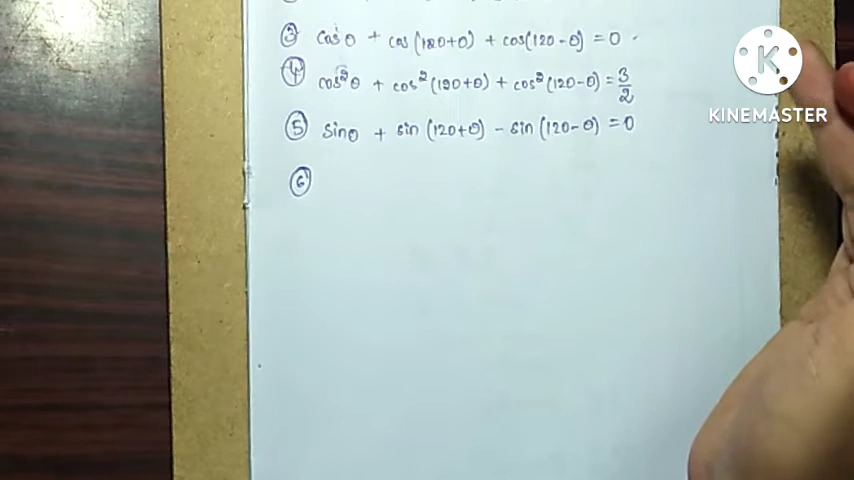 ③ cosθ + cos(120+θ) + cos(120-θ) = 0
④ cos²θ + cos²(120+θ) + cos²(120-θ) = 3/2
⑤ sinθ + sin(120+θ) - sin(120-θ) = 0
⑥
K
KINEMASTER